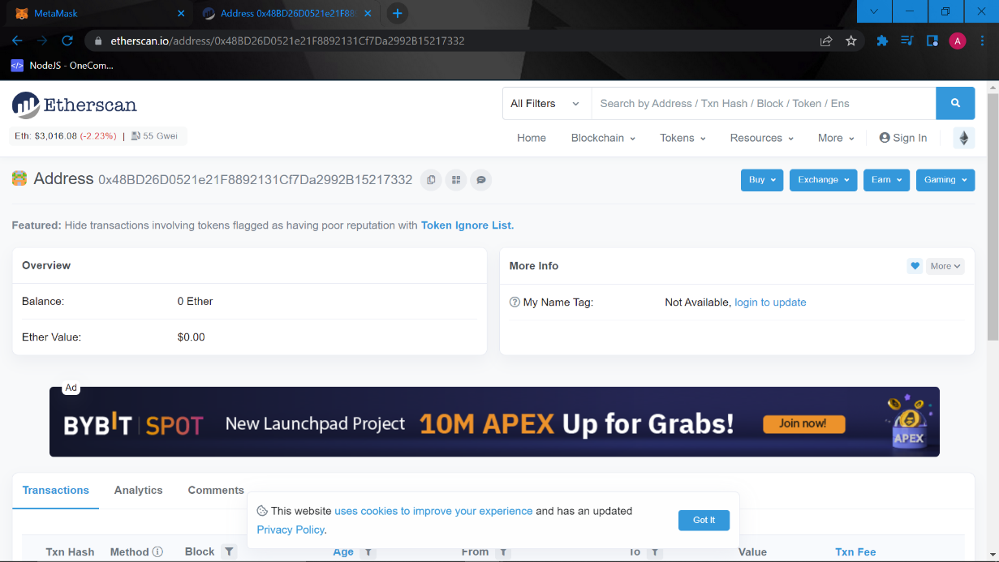 MetaMask
Address 0x48BD26D0521e21F88
etherscan.io/address/0x48BD26D0521e21F8892131Cf7Da2992B15217332
A
</> NodeJS - OneCom...
Etherscan
All Filters
Search by Address / Txn Hash / Block / Token / Ens
Eth: $3,016.08 (-2.23%) | 55 Gwei
Home Blockchain Tokens Resources More Sign In
Address 0x48BD26D0521e21F8892131Cf7Da2992B15217332
Buy Exchange Earn Gaming
Featured: Hide transactions involving tokens flagged as having poor reputation with Token Ignore List.
Overview
Balance: 0 Ether
Ether Value: $0.00
More Info
More
My Name Tag: Not Available, login to update
Ad
BYBIT | SPOT New Launchpad Project 10M APEX Up for Grabs! Join now!
APEX
Transactions Analytics Comments
This website uses cookies to improve your experience and has an updated
Privacy Policy.
Got It
Txn Hash Method Block Age From To Value Txn Fee